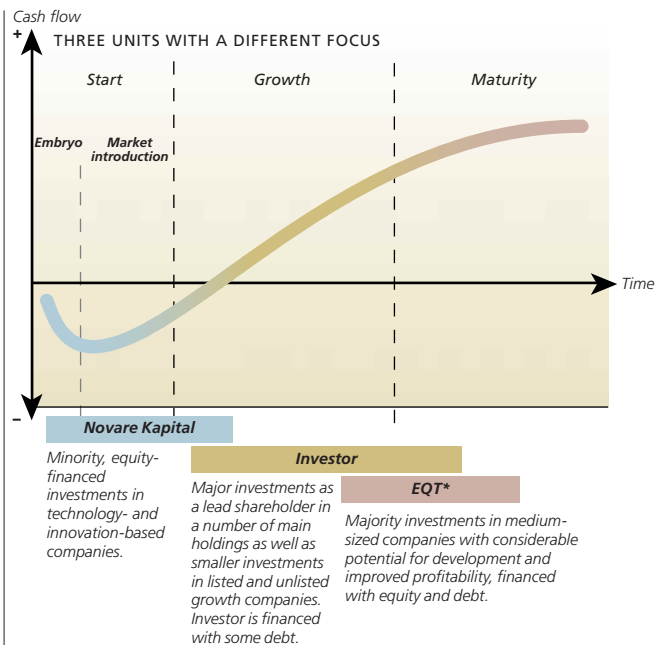 Cash flow
+
THREE UNITS WITH A DIFFERENT FOCUS
Start
Growth
Maturity
Embryo
Market
introduction
Time
–
Novare Kapital
Minority, equity-
financed
investments in
technology- and
innovation-based
companies.
Investor
Major investments as
a lead shareholder in
a number of main
holdings as well as
smaller investments
in listed and unlisted
growth companies.
Investor is financed
with some debt.
EQT*
Majority investments in medium-
sized companies with considerable
potential for development and
improved profitability, financed
with equity and debt.